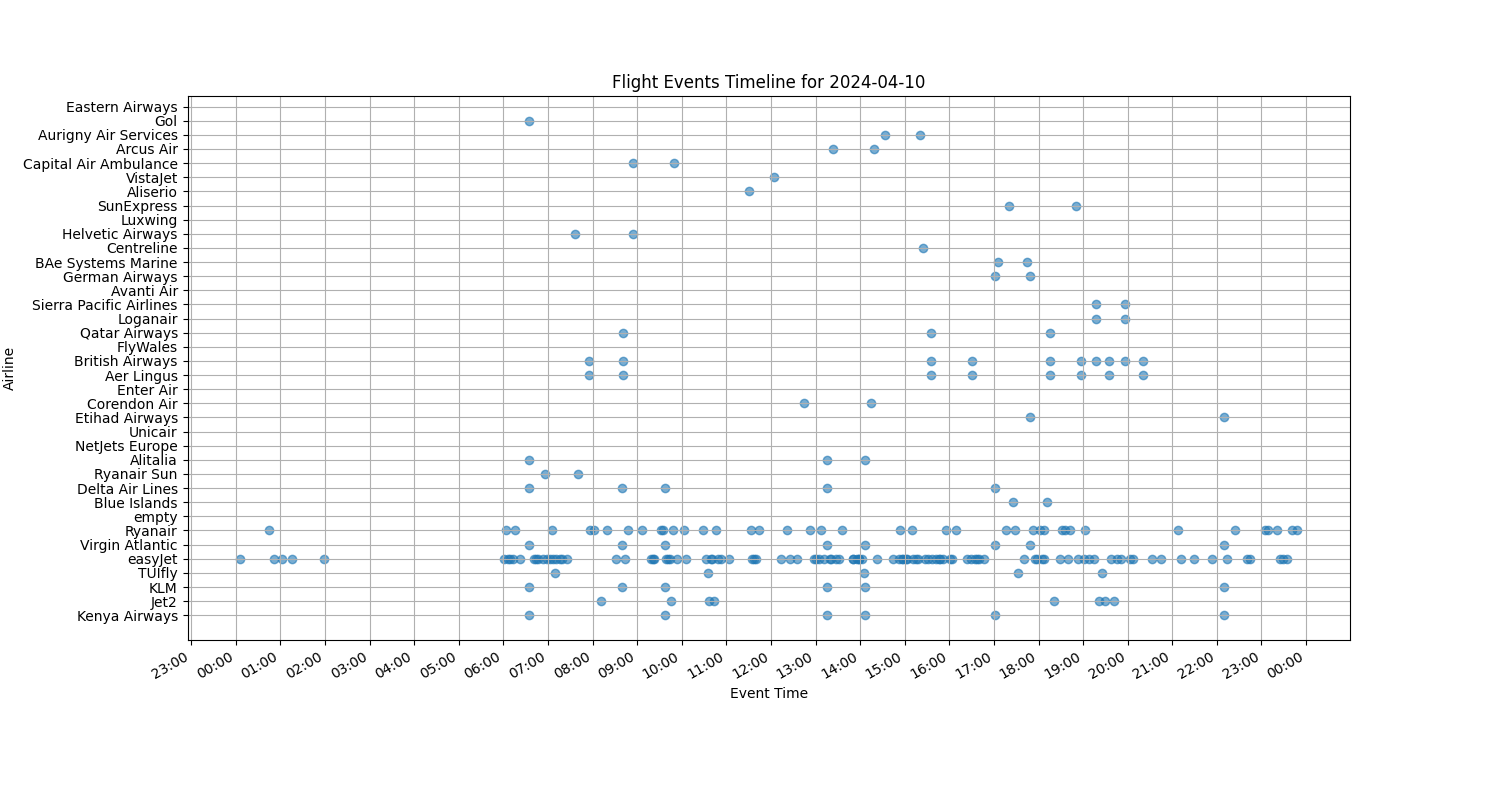 Flight Events Timeline for 2024-04-10
Airline
Eastern Airways
Gol
Aurigny Air Services
Arcus Air
Capital Air Ambulance
VistaJet
Aliserio
SunExpress
Luxwing
Helvetic Airways
Centreline
BAe Systems Marine
German Airways
Avanti Air
Sierra Pacific Airlines
Loganair
Qatar Airways
FlyWales
British Airways
Aer Lingus
Enter Air
Corendon Air
Etihad Airways
Unicair
NetJets Europe
Alitalia
Ryanair Sun
Delta Air Lines
Blue Islands
empty
Ryanair
Virgin Atlantic
easyJet
TUIfly
KLM
Jet2
Kenya Airways
23:00 00:00 01:00 02:00 03:00 04:00 05:00 06:00 07:00 08:00 09:00 10:00 11:00 12:00 13:00 14:00 15:00 16:00 17:00 18:00 19:00 20:00 21:00 22:00 23:00 00:00
Event Time